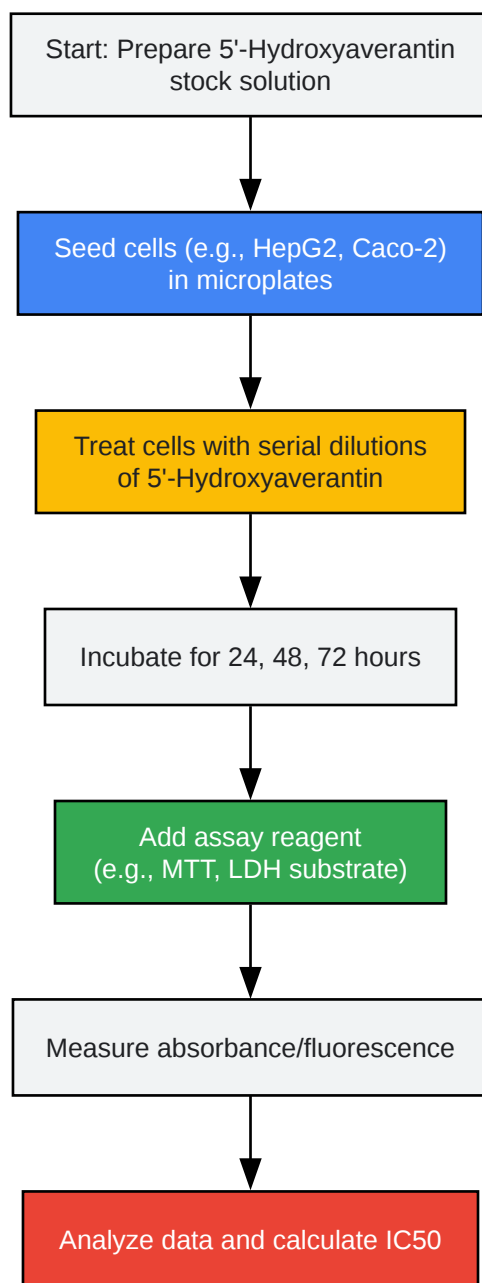 Start: Prepare 5'-Hydroxyaverantin
stock solution
Seed cells (e.g., HepG2, Caco-2)
in microplates
Treat cells with serial dilutions
of 5'-Hydroxyaverantin
Incubate for 24, 48, 72 hours
Add assay reagent
(e.g., MTT, LDH substrate)
Measure absorbance/fluorescence
Analyze data and calculate IC50